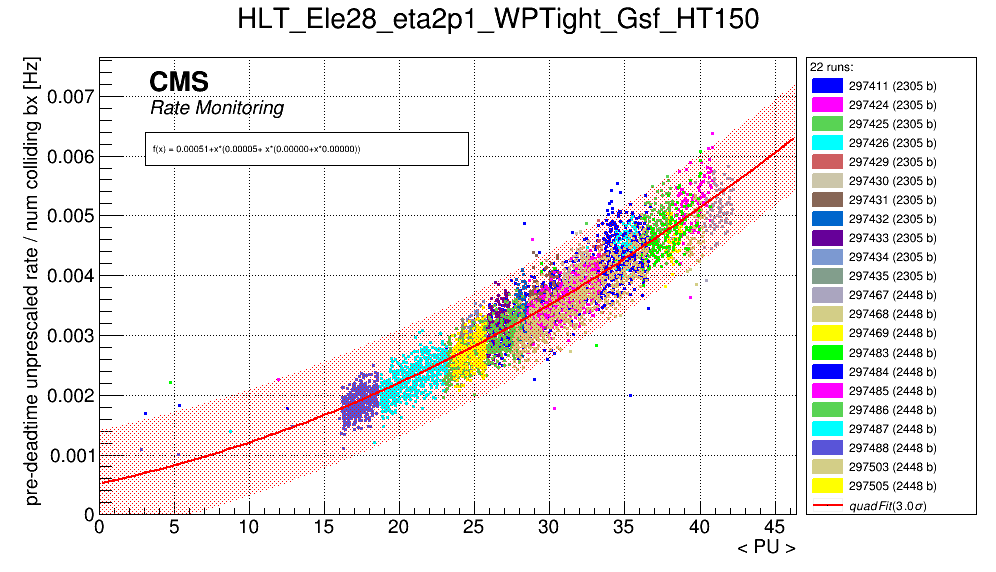 HLT_Ele28_eta2p1_WPTight_Gsf_HT150
pre-deadtime unprescaled rate / num colliding bx [Hz]
CMS
Rate Monitoring
f(x) = 0.00051+x*(0.00005+ x*(0.00000+x*0.00000))
0.007
0.006
0.005
0.004
0.003
0.002
0.001
0
0 5 10 15 20 25 30 35 40 45
< PU >
22 runs:
297411 (2305 b)
297424 (2305 b)
297425 (2305 b)
297426 (2305 b)
297429 (2305 b)
297430 (2305 b)
297431 (2305 b)
297432 (2305 b)
297433 (2305 b)
297434 (2305 b)
297435 (2305 b)
297467 (2448 b)
297468 (2448 b)
297469 (2448 b)
297483 (2448 b)
297484 (2448 b)
297485 (2448 b)
297486 (2448 b)
297487 (2448 b)
297488 (2448 b)
297503 (2448 b)
297505 (2448 b)
quadFit(3.0σ)